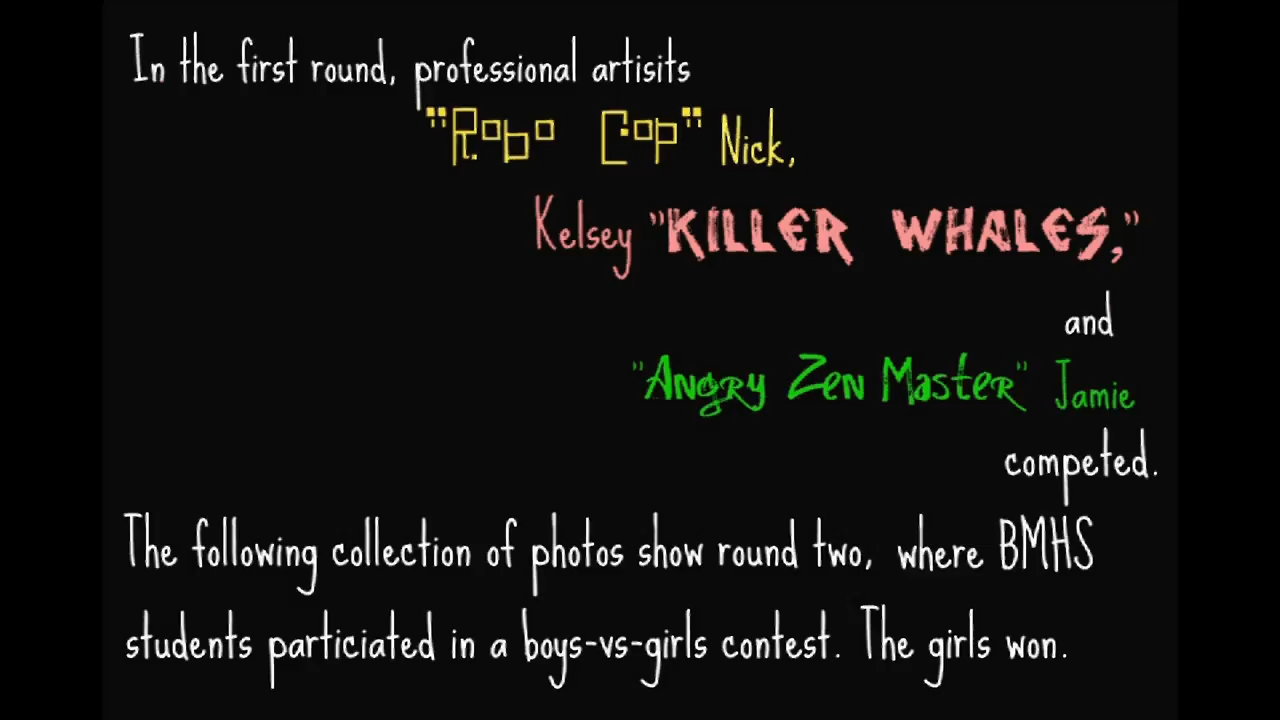 In the first round, professional artisits
"Robo Cop" Nick,
Kelsey "KILLER WHALES,"
and
"Angry Zen Master" Jamie
competed.
The following collection of photos show round two, where BMHS
students particiated in a boys-vs-girls contest. The girls won.